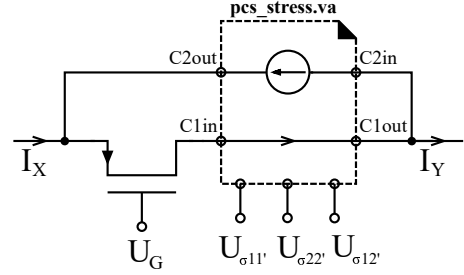 pcs_stress.va
C2out C2in
C1in C1out
I_X I_Y
U_G U_σ11' U_σ22' U_σ12'